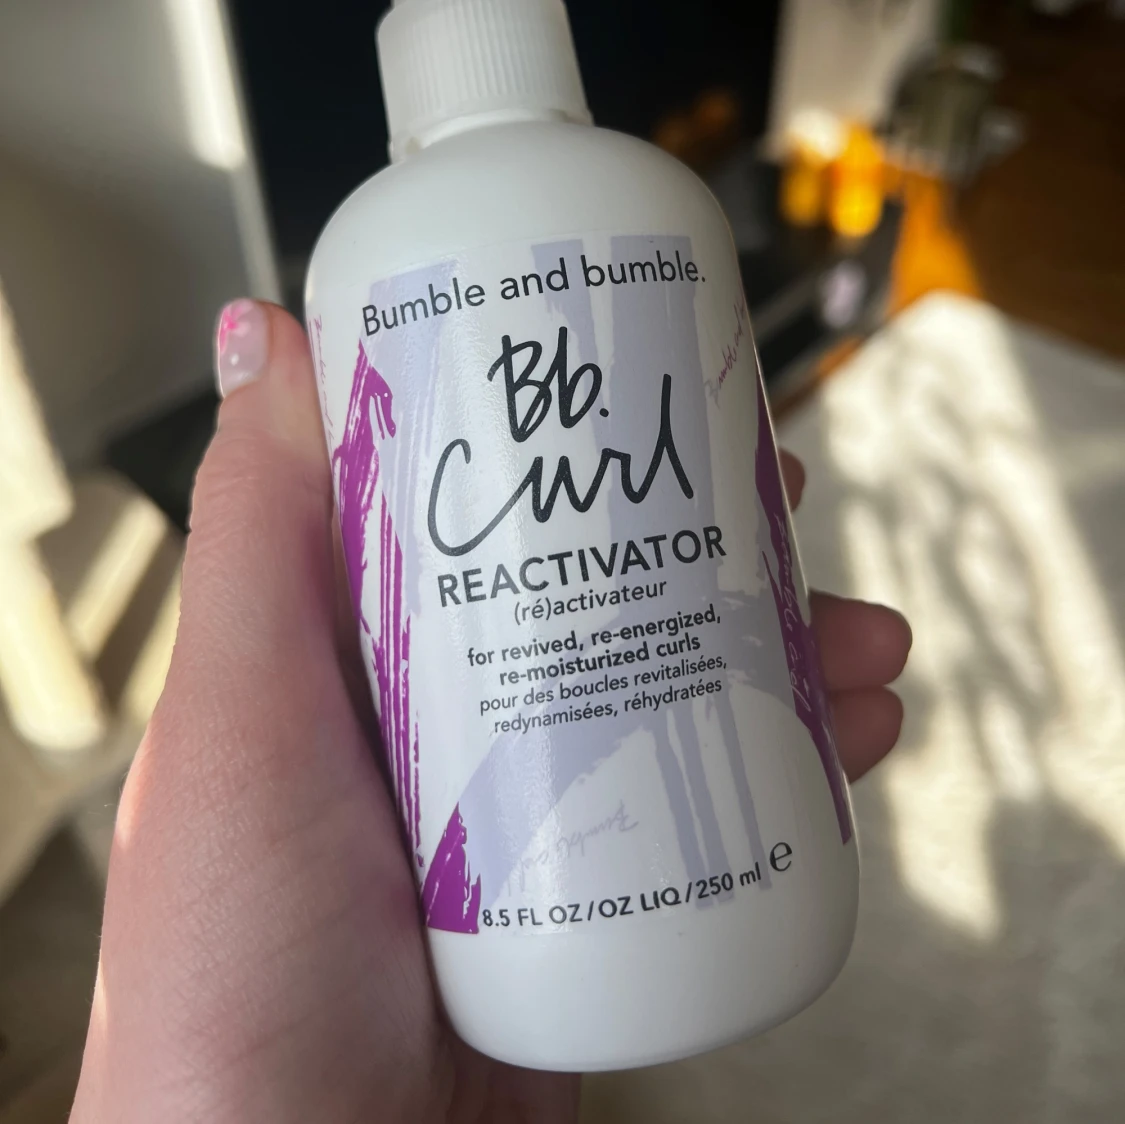 Bumble and bumble.
Bb.
Curl
REACTIVATOR
(ré)activateur
for revived, re-energized,
re-moisturized curls
pour des boucles revitalisées,
redynamisées, réhydratées
8.5 FL OZ/OZ LIQ/250 ml e